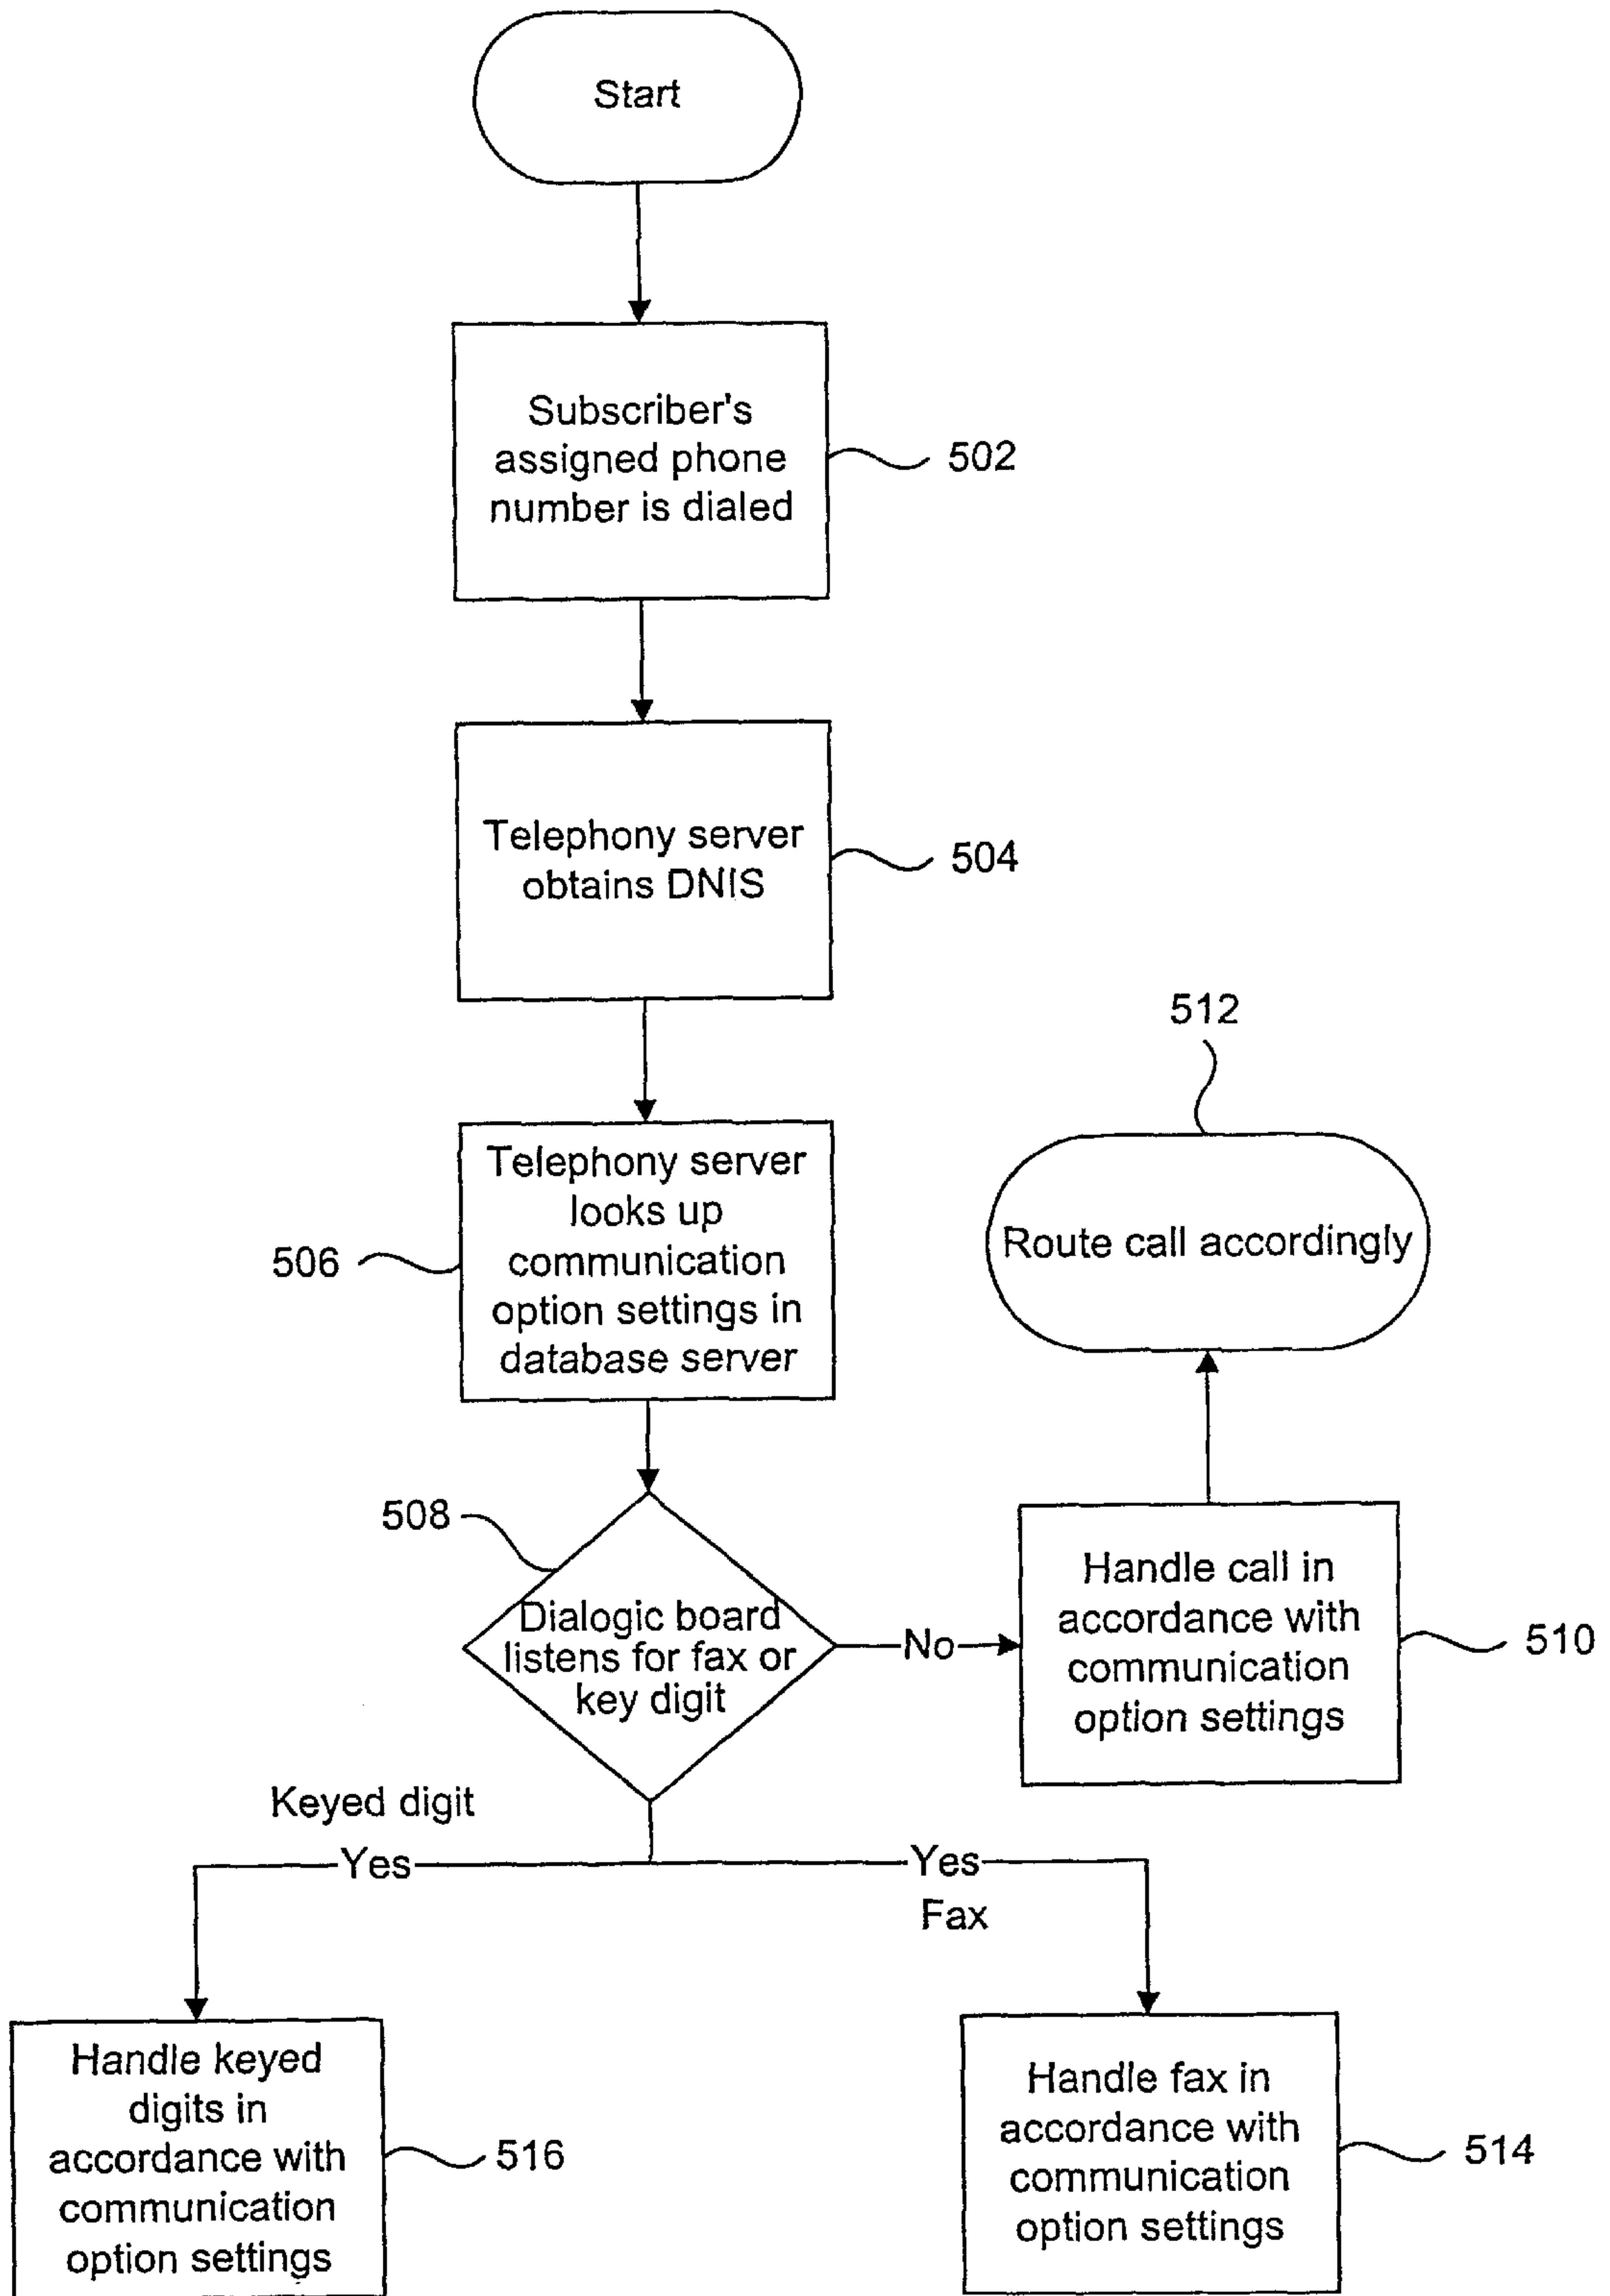 Start
Subscriber's
assigned phone
number is dialed
502
Telephony server
obtains DNIS
504
512
Telephony server
looks up
communication
option settings in
database server
506
Route call accordingly
508
Dialogic board
listens for fax or
key digit
No
Handle call in
accordance with
communication
option settings
510
Keyed digit
Yes
Yes
Fax
Handle keyed
digits in
accordance with
communication
option settings
516
Handle fax in
accordance with
communication
option settings
514